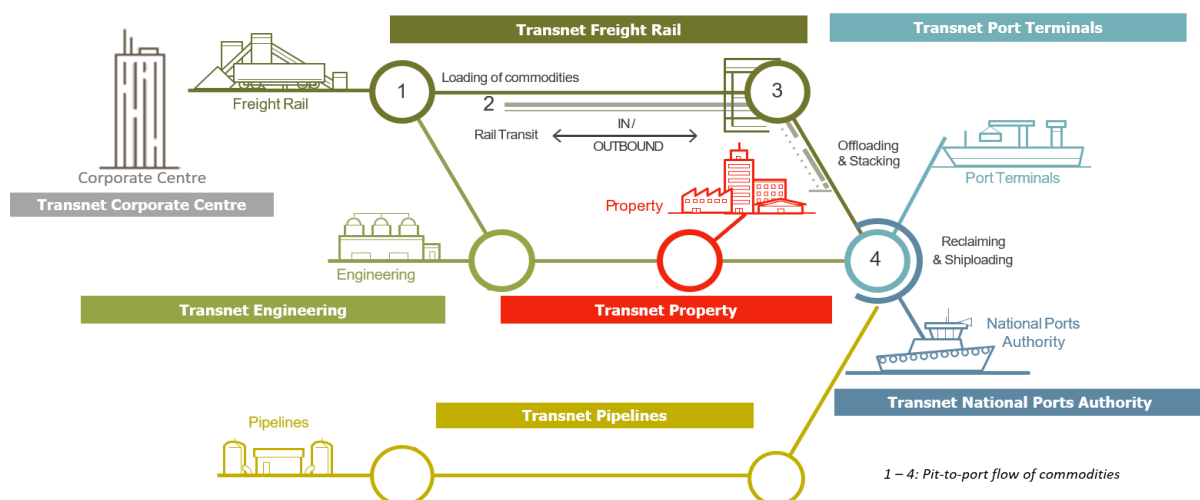 Transnet Freight Rail
Transnet Port Terminals
Loading of commodities
1
2
3
Freight Rail
Rail Transit
IN /
OUTBOUND
Offloading
& Stacking
Port Terminals
Corporate Centre
Transnet Corporate Centre
Property
Engineering
4
Reclaiming
& Shiploading
Transnet Engineering
Transnet Property
National Ports
Authority
Transnet National Ports Authority
Transnet Pipelines
Pipelines
1 – 4: Pit-to-port flow of commodities